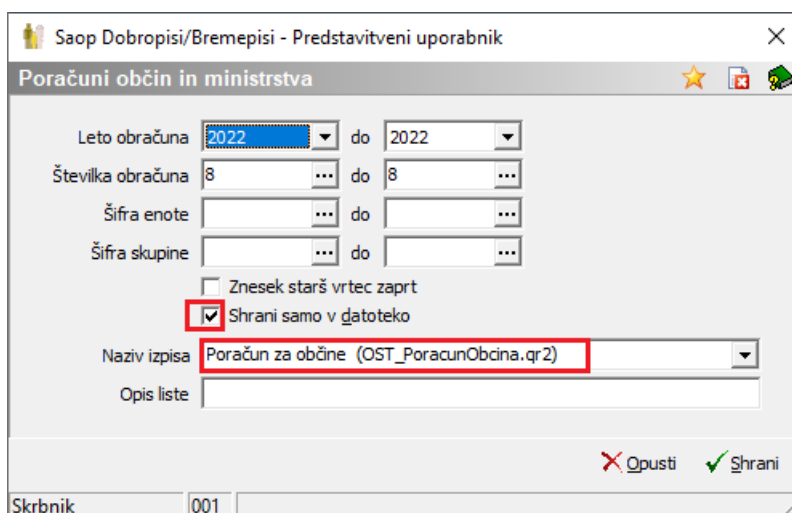 Saop Dobropisi/Bremepisi - Predstavitveni uporabnik
Poračuni občin in ministrstva
Leto obračuna 2022 do 2022
Številka obračuna 8 ... do 8 ...
Šifra enote ... do ...
Šifra skupine ... do ...
Znesek starš vrtec zaprt
Shrani samo v datoteko
Naziv izpisa Poračun za občine (OST_PoracunObcina.qr2)
Opis liste
Opusti Shrani
Skrbnik 001